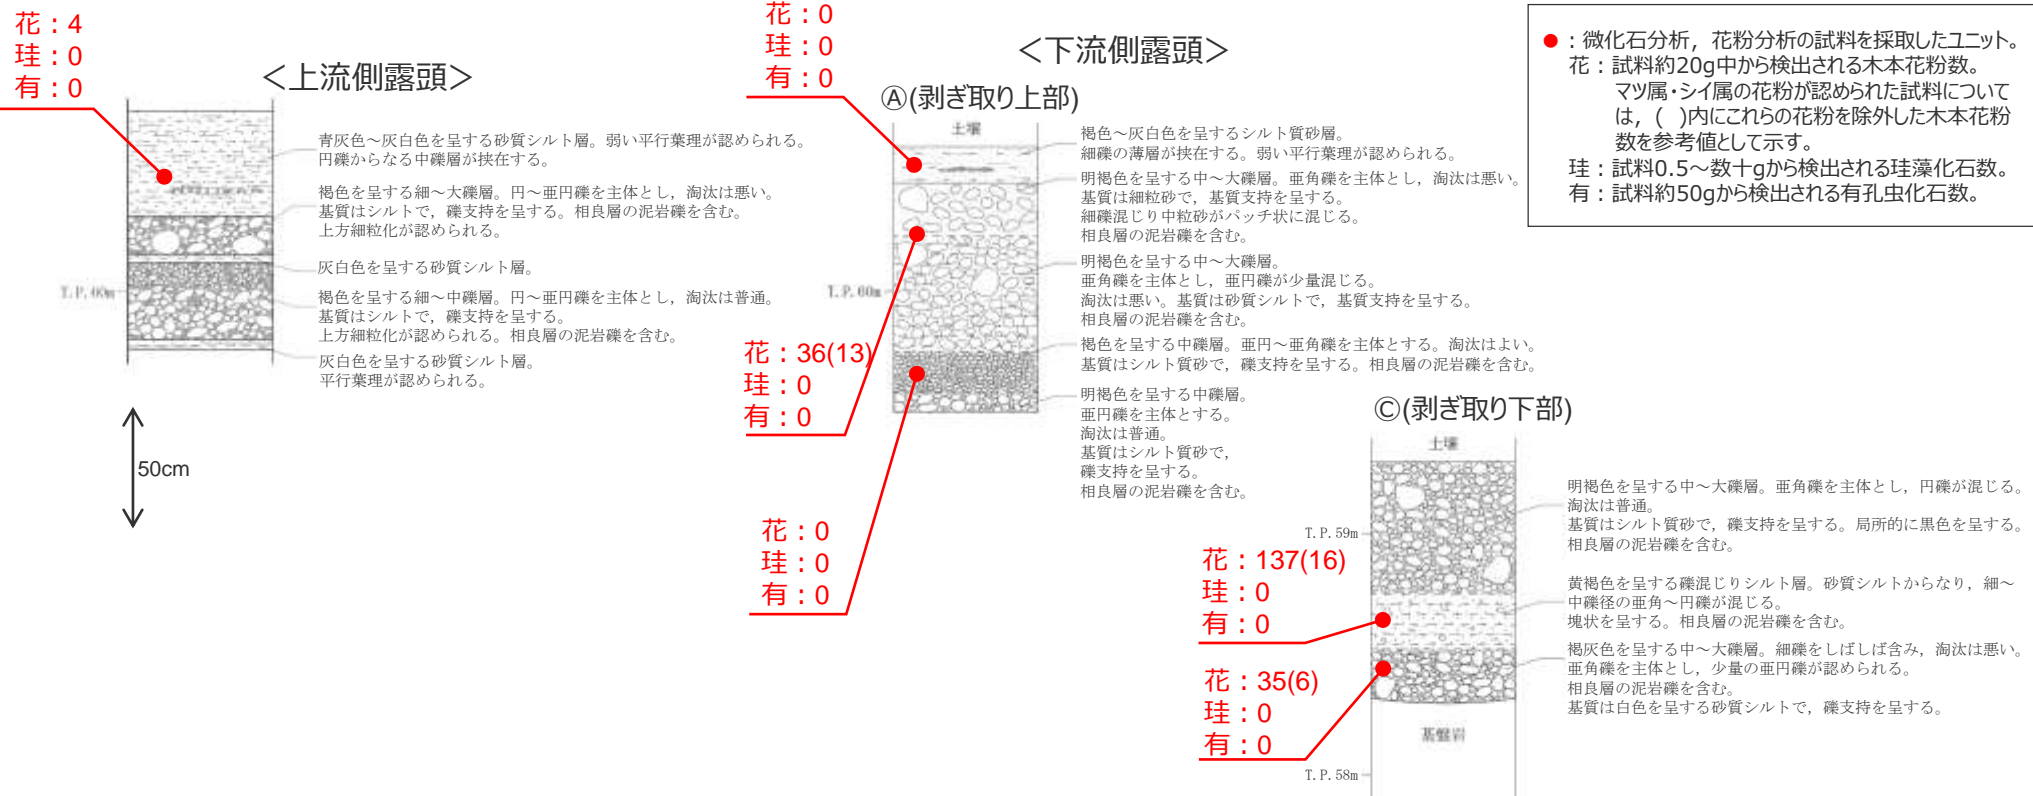 花：4
珪：0
有：0
＜上流側露頭＞
青灰色～灰白色を呈する砂質シルト層。弱い平行葉理が認められる。
円礫からなる中礫層が挟在する。
褐色を呈する細～大礫層。円～亜円礫を主体とし，淘汰は悪い。
基質はシルトで，礫支持を呈する。相良層の泥岩礫を含む。
上方細粒化が認められる。
灰白色を呈する砂質シルト層。
T.P.60m
褐色を呈する細～中礫層。円～亜円礫を主体とし，淘汰は普通。
基質はシルトで，礫支持を呈する。
上方細粒化が認められる。相良層の泥岩礫を含む。
灰白色を呈する砂質シルト層。
平行葉理が認められる。
50cm
花：0
珪：0
有：0
＜下流側露頭＞
Ⓐ(剥ぎ取り上部)
土壌
褐色～灰白色を呈するシルト質砂層。
細礫の薄層が挟在する。弱い平行葉理が認められる。
明褐色を呈する中～大礫層。亜角礫を主体とし，淘汰は悪い。
基質は細粒砂で，基質支持を呈する。
細礫混じり中粒砂がパッチ状に混じる。
相良層の泥岩礫を含む。
明褐色を呈する中～大礫層。
亜角礫を主体とし，亜円礫が少量混じる。
淘汰は悪い。基質は砂質シルトで，基質支持を呈する。
相良層の泥岩礫を含む。
T.P.60m
褐色を呈する中礫層。亜円～亜角礫を主体とする。淘汰はよい。
基質はシルト質砂で，礫支持を呈する。相良層の泥岩礫を含む。
明褐色を呈する中礫層。
亜円礫を主体とする。
淘汰は普通。
基質はシルト質砂で，
礫支持を呈する。
相良層の泥岩礫を含む。
花：36(13)
珪：0
有：0
花：0
珪：0
有：0
Ⓒ(剥ぎ取り下部)
土壌
明褐色を呈する中～大礫層。亜角礫を主体とし，円礫が混じる。
淘汰は普通。
基質はシルト質砂で，礫支持を呈する。局所的に黒色を呈する。
相良層の泥岩礫を含む。
T.P.59m
黄褐色を呈する礫混じりシルト層。砂質シルトからなり，細～
中礫径の亜角～円礫が混じる。
塊状を呈する。相良層の泥岩礫を含む。
褐灰色を呈する中～大礫層。細礫をしばしば含み，淘汰は悪い。
亜角礫を主体とし，少量の亜円礫が認められる。
相良層の泥岩礫を含む。
基質は白色を呈する砂質シルトで，礫支持を呈する。
基盤岩
T.P.58m
花：137(16)
珪：0
有：0
花：35(6)
珪：0
有：0
●：微化石分析，花粉分析の試料を採取したユニット。
花：試料約20g中から検出される木本花粉数。
マツ属・シイ属の花粉が認められた試料について
は，( )内にこれらの花粉を除外した木本花粉
数を参考値として示す。
珪：試料0.5～数十gから検出される珪藻化石数。
有：試料約50gから検出される有孔虫化石数。